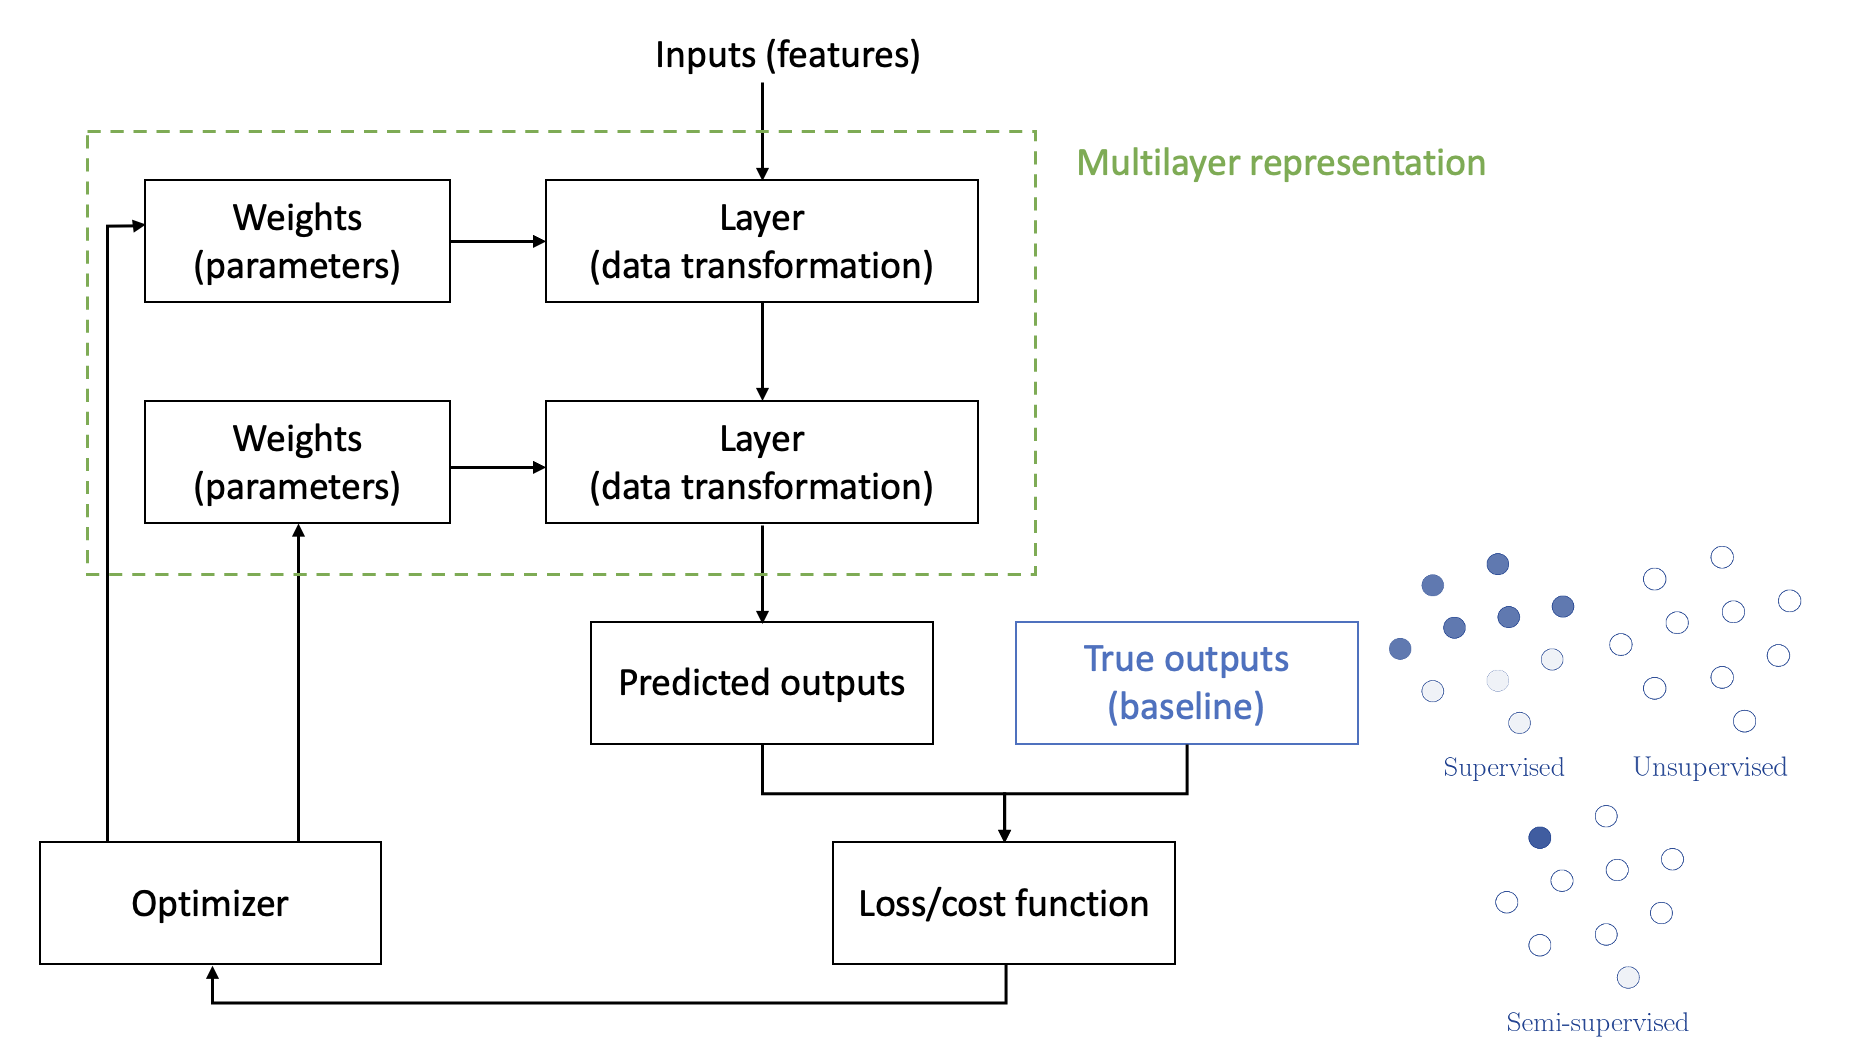 Inputs (features)
Multilayer representation
Weights
(parameters)
Layer
(data transformation)
Weights
(parameters)
Layer
(data transformation)
Predicted outputs
True outputs
(baseline)
Supervised
Unsupervised
Optimizer
Loss/cost function
Semi-supervised